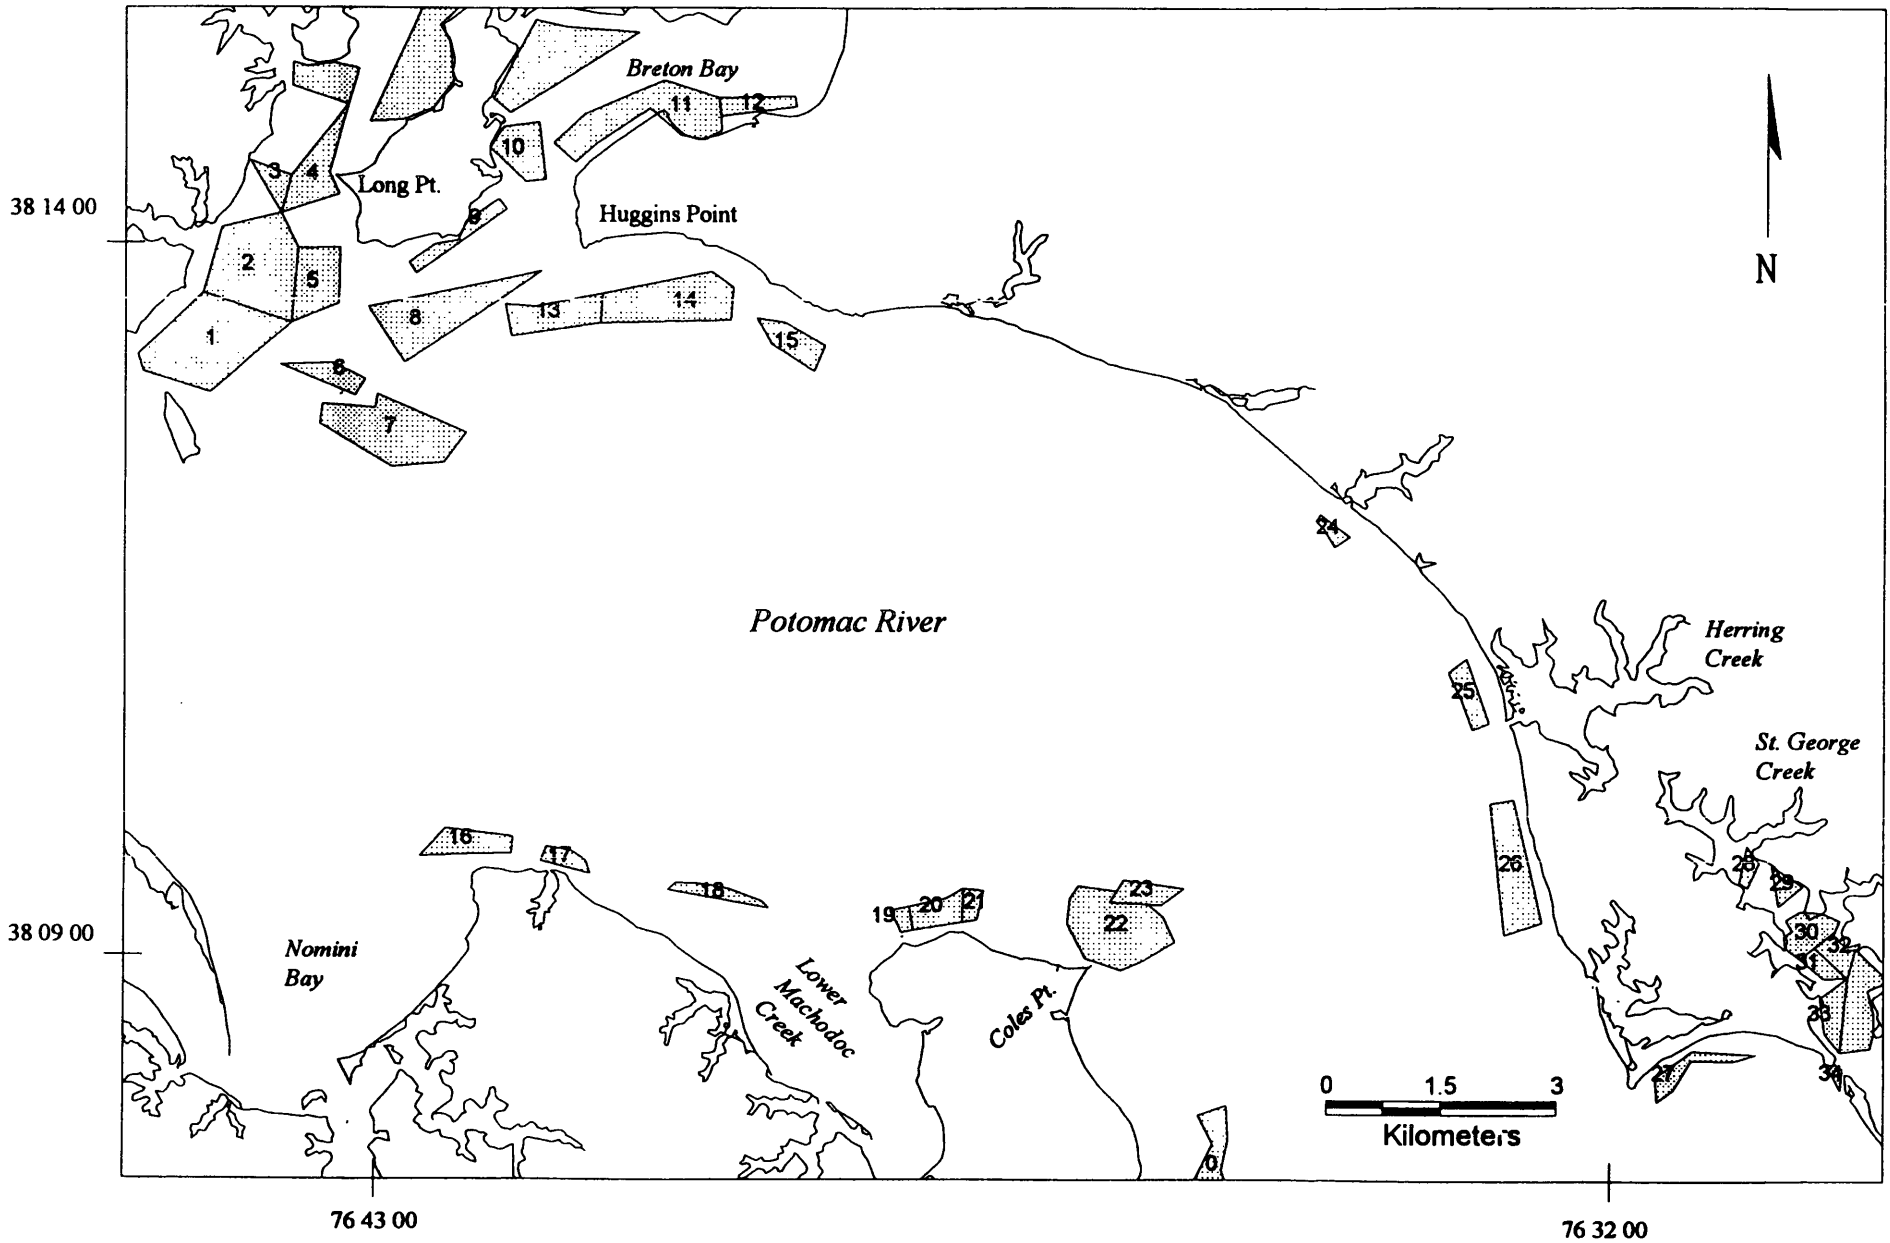 Breton Bay
11
12
10
3
4
Long Pt.
38 14 00
9
Huggins Point
2
5
N
8
13
14
1
15
6
7
24
Potomac River
Herring
Creek
25
St. George
Creek
16
17
18
26
28
29
19
20
21
23
22
30
32
31
38 09 00
Nomini
Bay
Lower
Machodoc
Creek
Coles Pt.
33
27
34
0 1.5 3
Kilometers
0
76 43 00
76 32 00